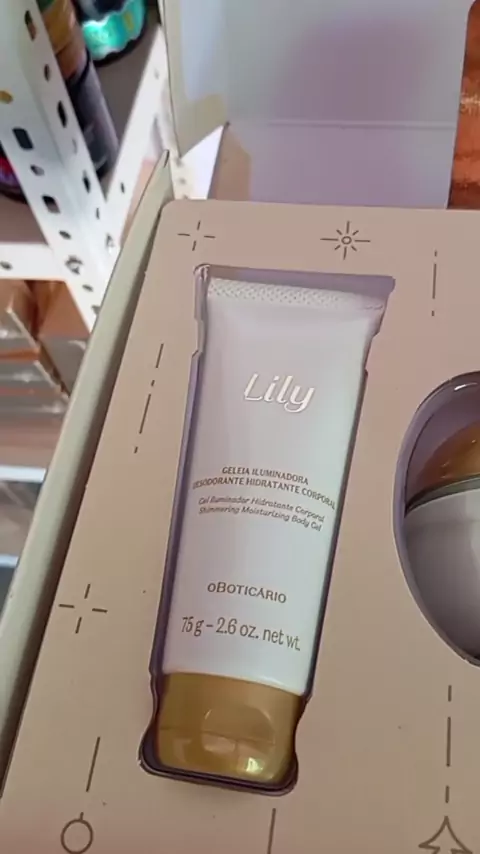 Lily
GELEIA ILUMINADORA
DESODORANTE HIDRATANTE CORPORAL
Gel Iluminador Hidratante Corporal
Shimmering Moisturizing Body Gel
oBOTICÁRIO
75 g – 2.6 oz. net wt.